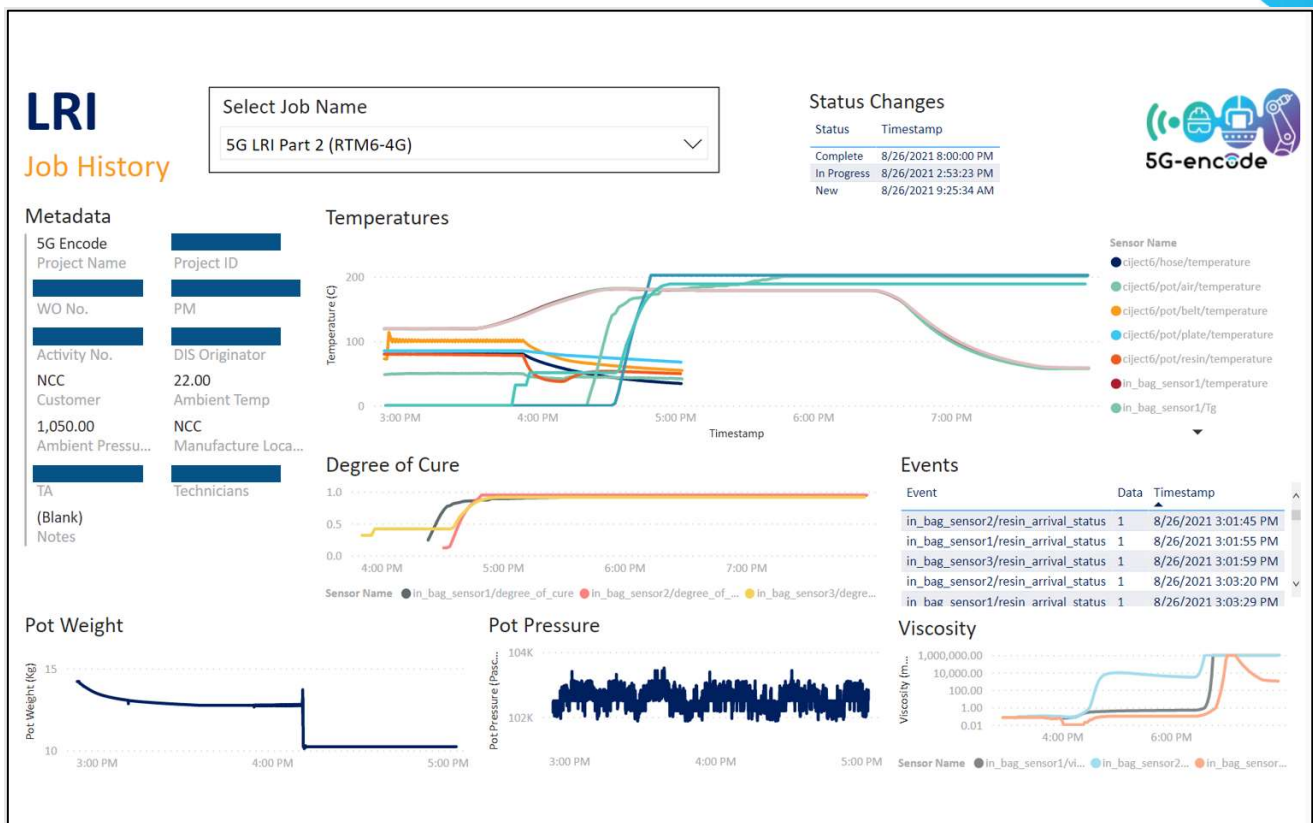 LRI
Job History
Select Job Name
5G LRI Part 2 (RTM6-4G)
Status Changes
Status Timestamp
Complete 8/26/2021 8:00:00 PM
In Progress 8/26/2021 2:53:23 PM
New 8/26/2021 9:25:34 AM
5G-encode
Metadata
5G Encode
Project Name Project ID
WO No. PM
Activity No. DIS Originator
NCC 22.00
Customer Ambient Temp
1,050.00 NCC
Ambient Pressu... Manufacture Loca...
TA Technicians
(Blank)
Notes
Temperatures
Temperature (C)
200
100
0
3:00 PM 4:00 PM 5:00 PM 6:00 PM 7:00 PM
Timestamp
Sensor Name
ciject6/hose/temperature
ciject6/pot/air/temperature
ciject6/pot/belt/temperature
ciject6/pot/plate/temperature
ciject6/pot/resin/temperature
in_bag_sensor1/temperature
in_bag_sensor1/Tg
Degree of Cure
1.0
0.5
0.0
4:00 PM 5:00 PM 6:00 PM 7:00 PM
Sensor Name in_bag_sensor1/degree_of_cure in_bag_sensor2/degree_of_... in_bag_sensor3/degre...
Events
Event Data Timestamp
in_bag_sensor2/resin_arrival_status 1 8/26/2021 3:01:45 PM
in_bag_sensor1/resin_arrival_status 1 8/26/2021 3:01:55 PM
in_bag_sensor3/resin_arrival_status 1 8/26/2021 3:01:59 PM
in_bag_sensor2/resin_arrival_status 1 8/26/2021 3:03:20 PM
in_bag_sensor1/resin_arrival_status 1 8/26/2021 3:03:29 PM
Pot Weight
Pot Weight (Kg)
15
10
3:00 PM 4:00 PM 5:00 PM
Pot Pressure
Pot Pressure (Pasc...
104K
102K
3:00 PM 4:00 PM 5:00 PM
Viscosity
Viscosity (m...
1,000,000.00
10,000.00
100.00
1.00
0.01
4:00 PM 6:00 PM
Sensor Name in_bag_sensor1/vi... in_bag_sensor2... in_bag_sensor...